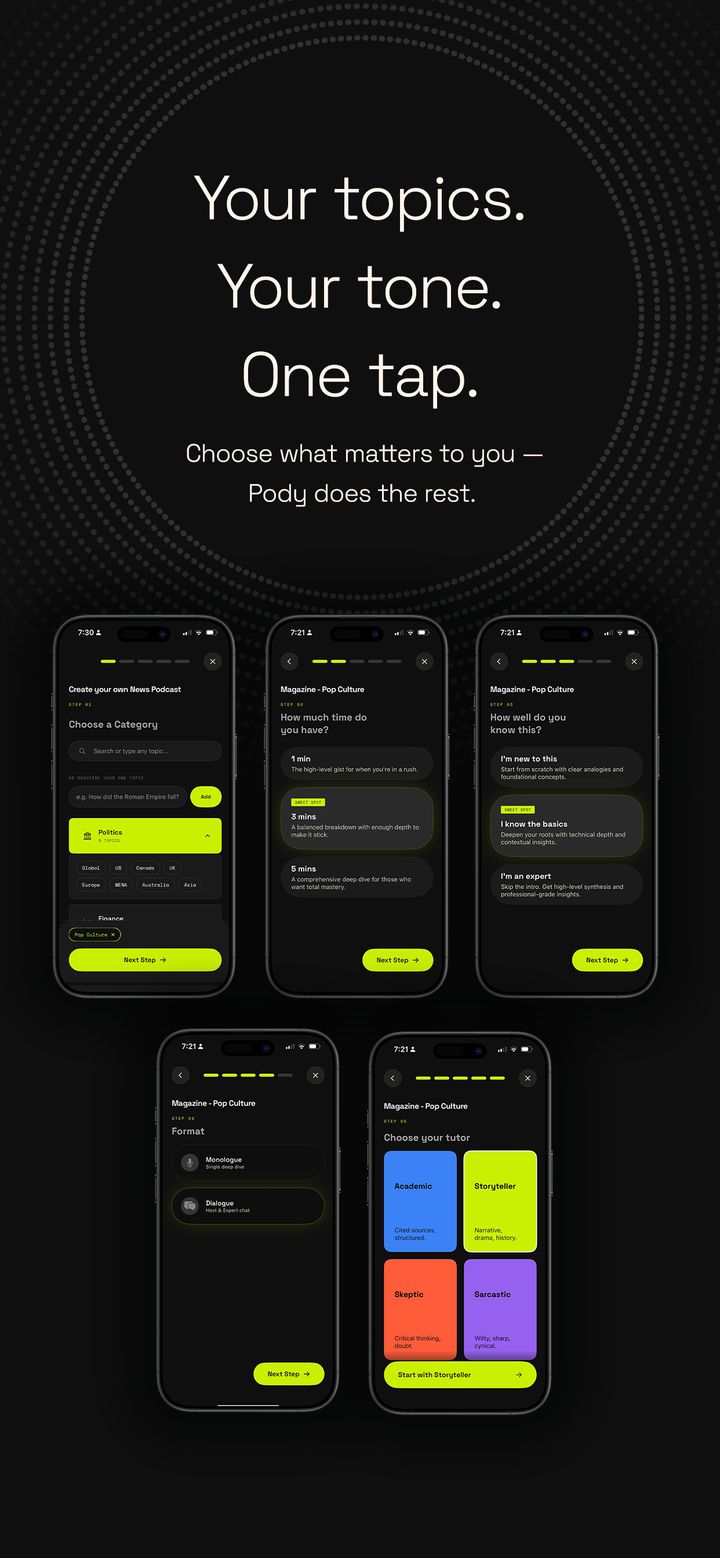 Your topics.
Your tone.
One tap.
Choose what matters to you —
Pody does the rest.
7:30
Create your own News Podcast
STEP 01
Choose a Category
Search or type any topic...
OR DESCRIBE YOUR OWN TOPIC
e.g. How did the Roman Empire fall?
Add
Politics
8 TOPICS
Global US Canada UK
Europe MENA Australia Asia
Finance
Pop Culture ×
Next Step →
7:21
Magazine - Pop Culture
STEP 02
How much time do
you have?
1 min
The high-level gist for when you're in a rush.
SWEET SPOT
3 mins
A balanced breakdown with enough depth to
make it stick.
5 mins
A comprehensive deep dive for those who
want total mastery.
Next Step →
7:21
Magazine - Pop Culture
STEP 03
How well do you
know this?
I'm new to this
Start from scratch with clear analogies and
foundational concepts.
SWEET SPOT
I know the basics
Deepen your roots with technical depth and
contextual insights.
I'm an expert
Skip the intro. Get high-level synthesis and
professional-grade insights.
Next Step →
7:21
Magazine - Pop Culture
STEP 04
Format
Monologue
Single deep dive
Dialogue
Host & Expert chat
Next Step →
7:21
Magazine - Pop Culture
STEP 05
Choose your tutor
Academic
Cited sources,
structured.
Storyteller
Narrative,
drama, history.
Skeptic
Critical thinking,
doubt.
Sarcastic
Witty, sharp,
cynical.
Start with Storyteller →